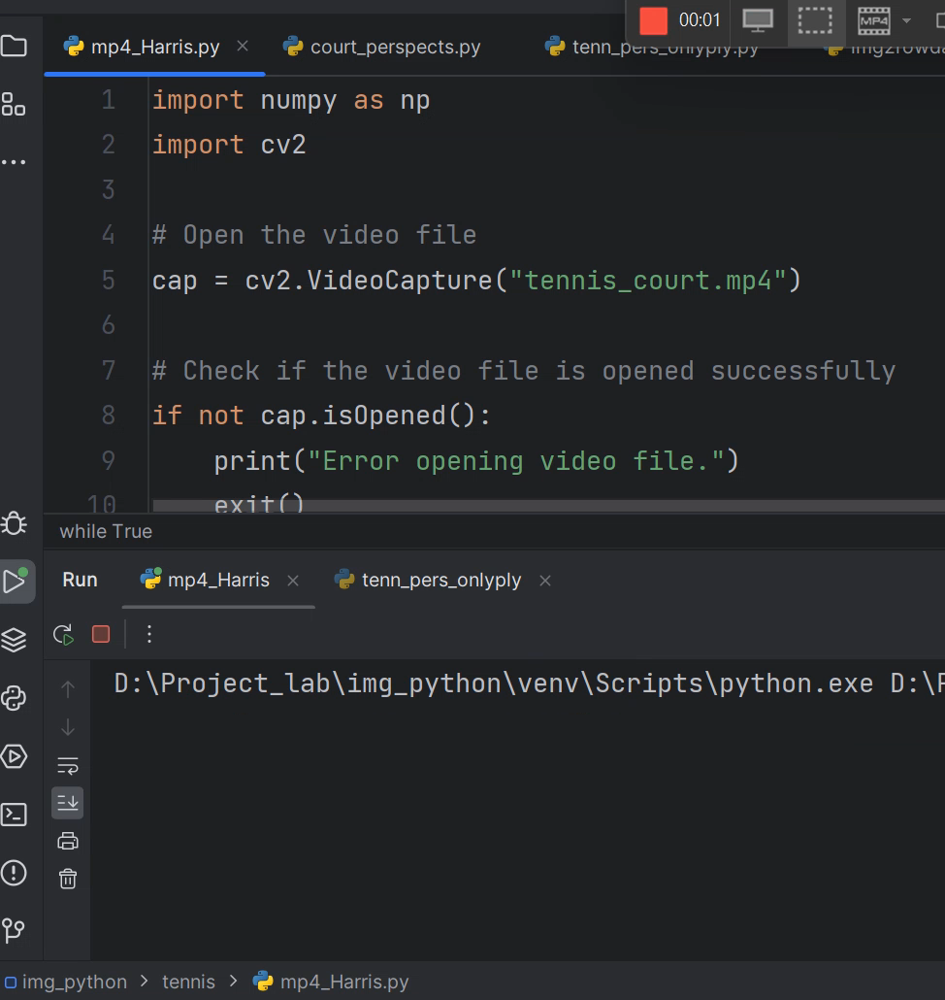 00:01
MP4
mp4_Harris.py court_perspects.py tenn_pers_onlyply.py
1 import numpy as np
2 import cv2
3
4 # Open the video file
5 cap = cv2.VideoCapture("tennis_court.mp4")
6
7 # Check if the video file is opened successfully
8 if not cap.isOpened():
9 print("Error opening video file.")
10 exit()
while True
Run mp4_Harris tenn_pers_onlyply
D:\Project_lab\img_python\venv\Scripts\python.exe D:\
img_python > tennis > mp4_Harris.py